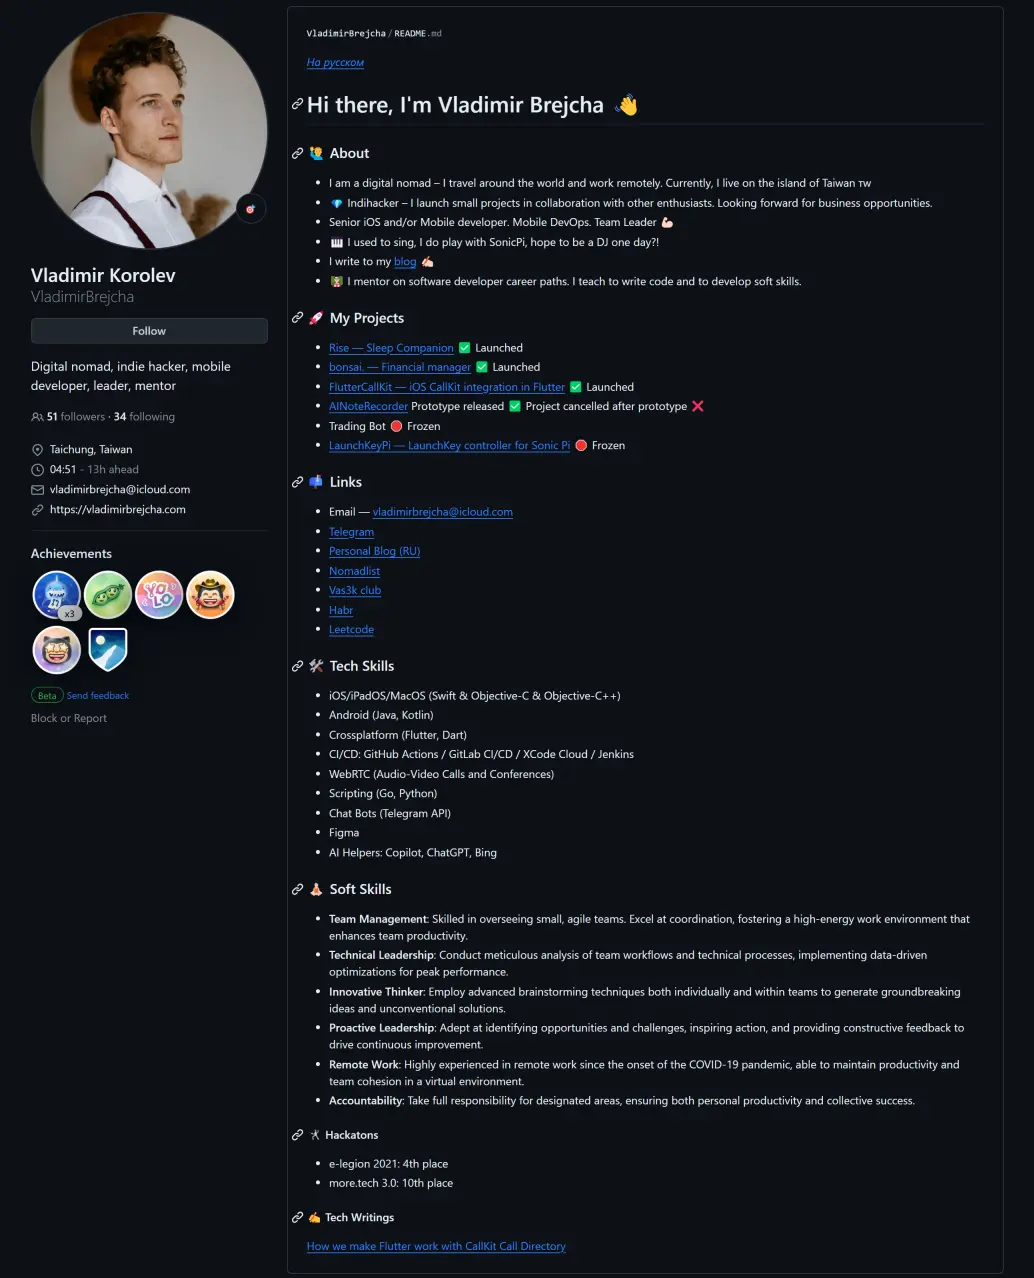 Vladimir Korolev
VladimirBrejcha
Follow
Digital nomad, indie hacker, mobile
developer, leader, mentor
51 followers · 34 following
Taichung, Taiwan
04:51 - 13h ahead
vladimirbrejcha@icloud.com
https://vladimirbrejcha.com
Achievements
x3
YOLO
Beta Send feedback
Block or Report
VladimirBrejcha / README.md
На русском
Hi there, I'm Vladimir Brejcha 👋
🙋‍♂️ About
• I am a digital nomad – I travel around the world and work remotely. Currently, I live on the island of Taiwan TW
• 💎 Indihacker – I launch small projects in collaboration with other enthusiasts. Looking forward for business opportunities.
• Senior iOS and/or Mobile developer. Mobile DevOps. Team Leader 💪🏻
• 🎹 I used to sing, I do play with SonicPi, hope to be a DJ one day?!
• I write to my blog ✍🏻
• 👨🏻‍🏫 I mentor on software developer career paths. I teach to write code and to develop soft skills.
🚀 My Projects
• Rise — Sleep Companion ✅ Launched
• bonsai. — Financial manager ✅ Launched
• FlutterCallKit — iOS CallKit integration in Flutter ✅ Launched
• AINoteRecorder Prototype released ✅ Project cancelled after prototype ❌
• Trading Bot 🛑 Frozen
• LaunchKeyPi — LaunchKey controller for Sonic Pi 🛑 Frozen
📫 Links
• Email — vladimirbrejcha@icloud.com
• Telegram
• Personal Blog (RU)
• Nomadlist
• Vas3k club
• Habr
• Leetcode
🛠 Tech Skills
• iOS/iPadOS/MacOS (Swift & Objective-C & Objective-C++)
• Android (Java, Kotlin)
• Crossplatform (Flutter, Dart)
• CI/CD: GitHub Actions / GitLab CI/CD / XCode Cloud / Jenkins
• WebRTC (Audio-Video Calls and Conferences)
• Scripting (Go, Python)
• Chat Bots (Telegram API)
• Figma
• AI Helpers: Copilot, ChatGPT, Bing
Soft Skills
• Team Management: Skilled in overseeing small, agile teams. Excel at coordination, fostering a high-energy work environment that
enhances team productivity.
• Technical Leadership: Conduct meticulous analysis of team workflows and technical processes, implementing data-driven
optimizations for peak performance.
• Innovative Thinker: Employ advanced brainstorming techniques both individually and within teams to generate groundbreaking
ideas and unconventional solutions.
• Proactive Leadership: Adept at identifying opportunities and challenges, inspiring action, and providing constructive feedback to
drive continuous improvement.
• Remote Work: Highly experienced in remote work since the onset of the COVID-19 pandemic, able to maintain productivity and
team cohesion in a virtual environment.
• Accountability: Take full responsibility for designated areas, ensuring both personal productivity and collective success.
Hackatons
• e-legion 2021: 4th place
• more.tech 3.0: 10th place
✍ Tech Writings
How we make Flutter work with CallKit Call Directory